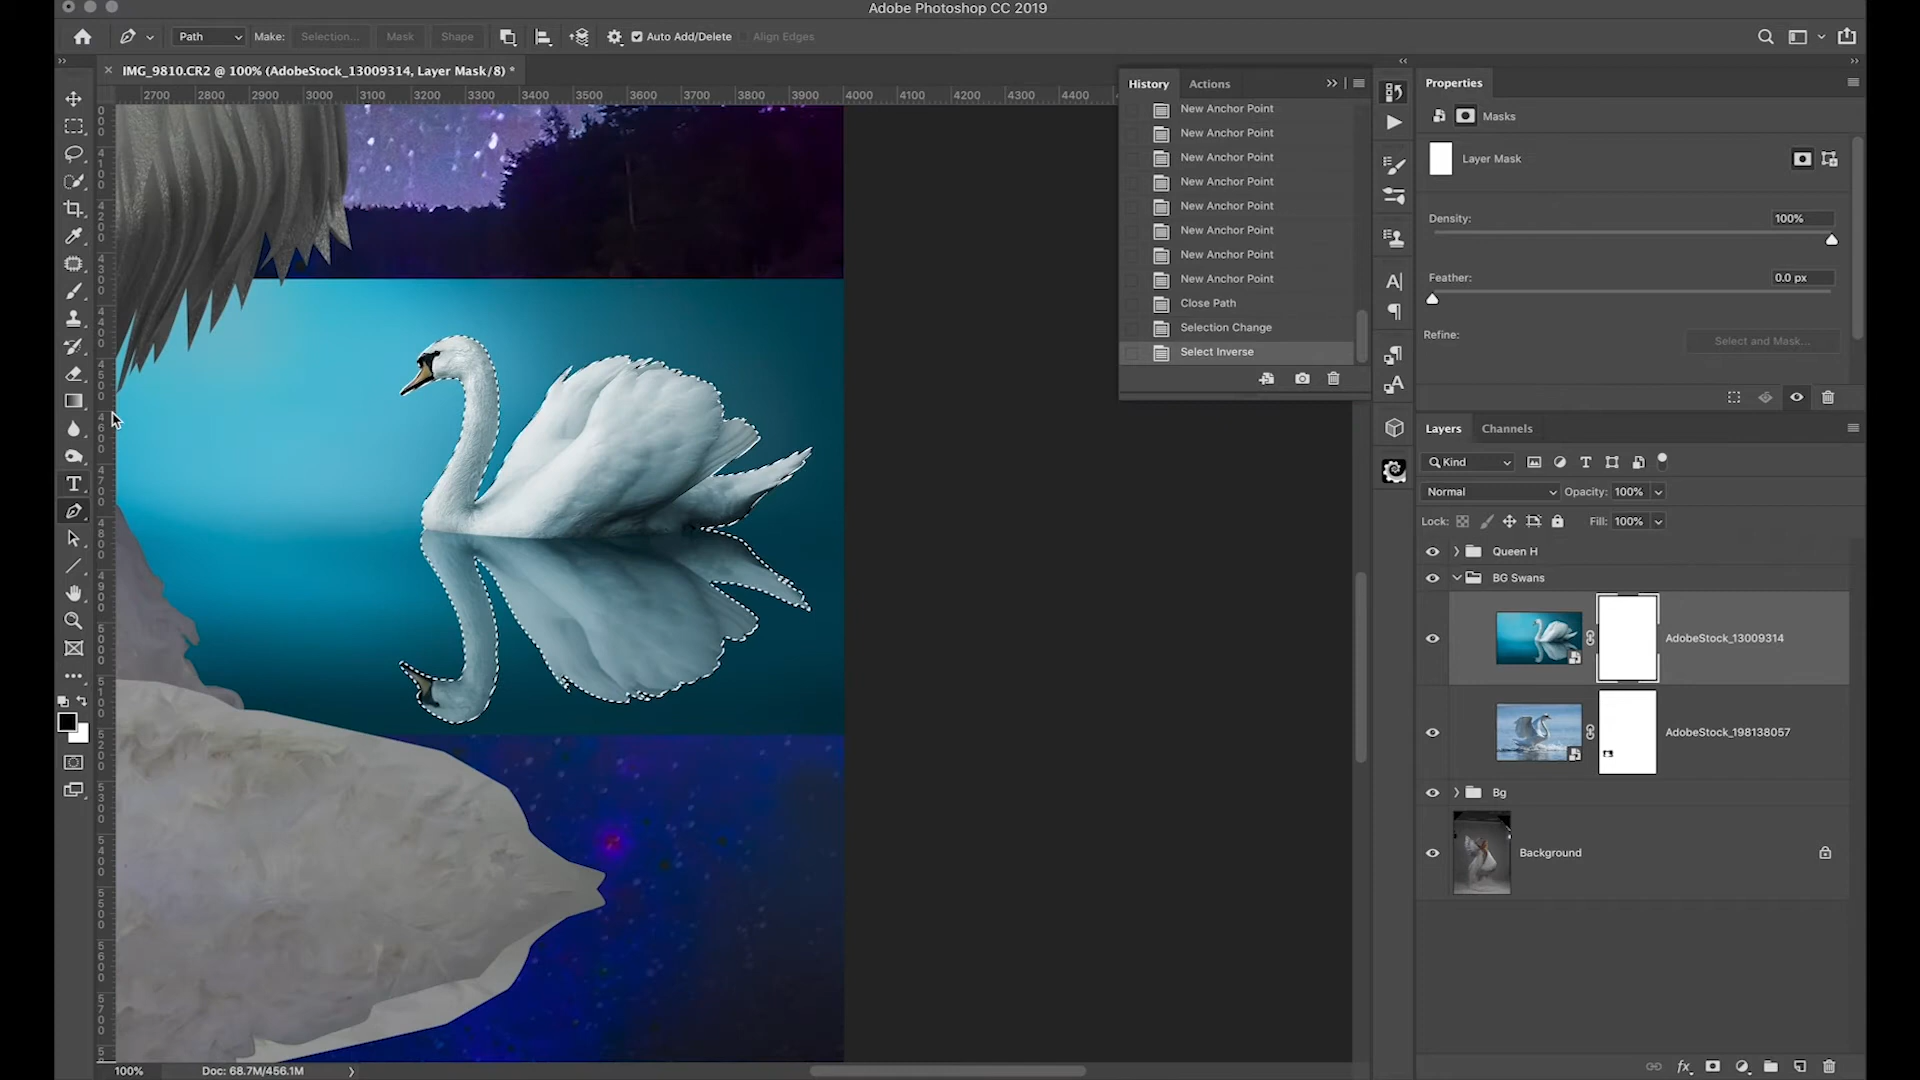 Adobe Photoshop CC 2019
Path Make: Selection... Mask Shape Auto Add/Delete Align Edges
IMG_9810.CR2 @ 100% (AdobeStock_13009314, Layer Mask/8) *
2700 2800 2900 3000 3100 3200 3300 3400 3500 3600 3700 3800 3900 4000 4100 4200 4300 4400
History Actions
New Anchor Point
New Anchor Point
New Anchor Point
New Anchor Point
New Anchor Point
New Anchor Point
New Anchor Point
New Anchor Point
Close Path
Selection Change
Select Inverse
Properties
Masks
Layer Mask
Density: 100%
Feather: 0.0 px
Refine: Select and Mask...
Layers Channels
Kind
Normal Opacity: 100%
Lock: Fill: 100%
Queen H
BG Swans
AdobeStock_13009314
AdobeStock_198138057
Bg
Background
100% Doc: 68.7M/456.1M